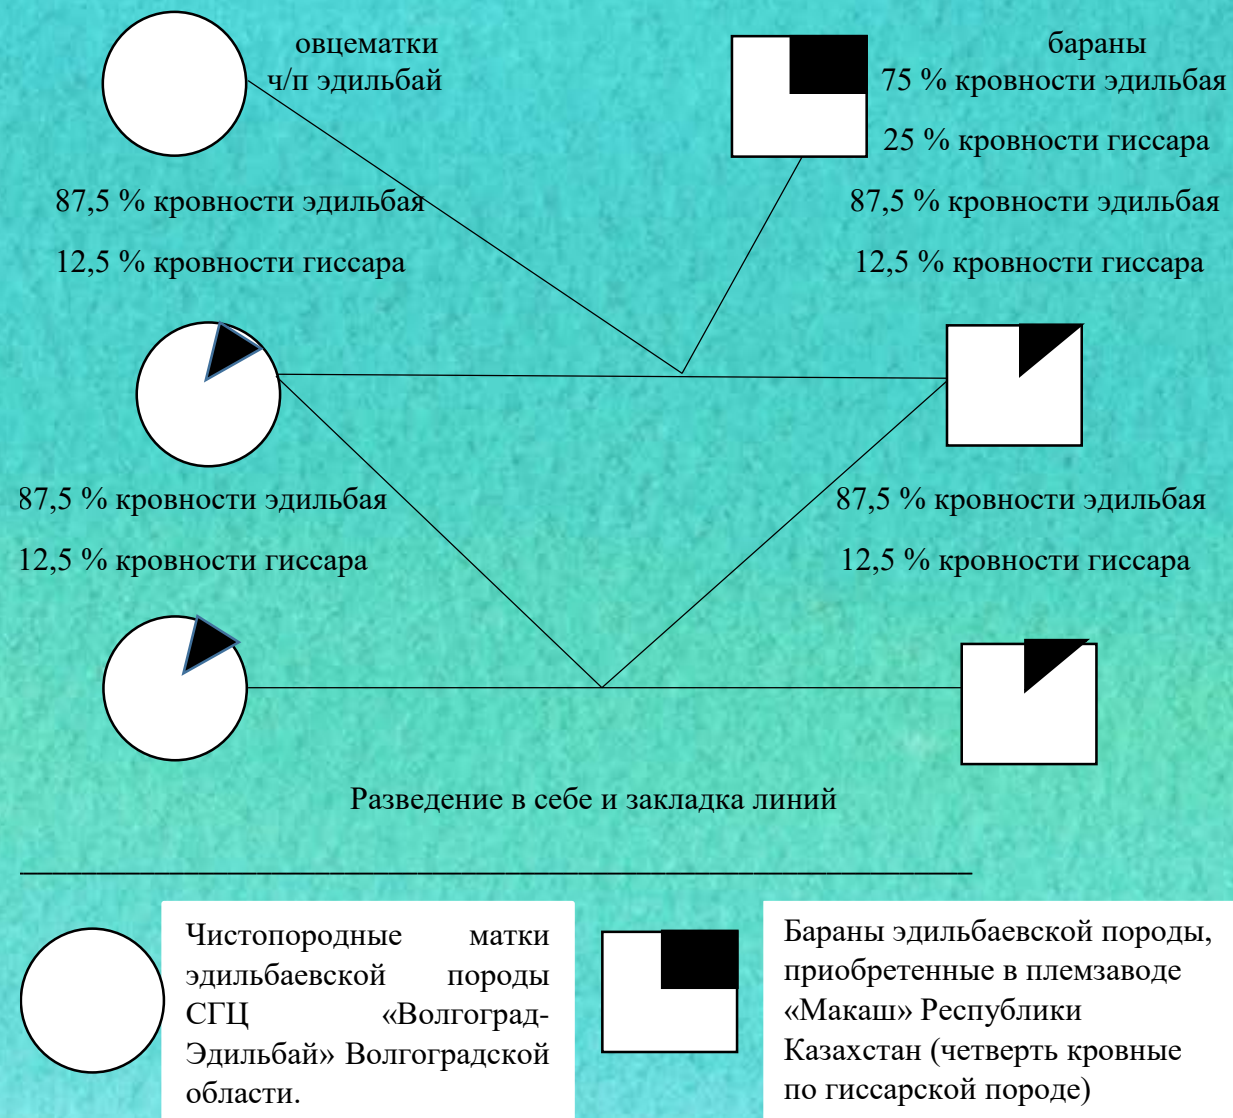 овцематки
ч/п эдильбай
бараны
75 % кровности эдильбая
25 % кровности гиссара
87,5 % кровности эдильбая
12,5 % кровности гиссара
87,5 % кровности эдильбая
12,5 % кровности гиссара
87,5 % кровности эдильбая
12,5 % кровности гиссара
87,5 % кровности эдильбая
12,5 % кровности гиссара
Разведение в себе и закладка линий
Чистопородные матки
эдильбаевской породы
СГЦ «Волгоград-
Эдильбай» Волгоградской
области.
Бараны эдильбаевской породы,
приобретенные в племзаводе
«Макаш» Республики
Казахстан (четверть кровные
по гиссарской породе)